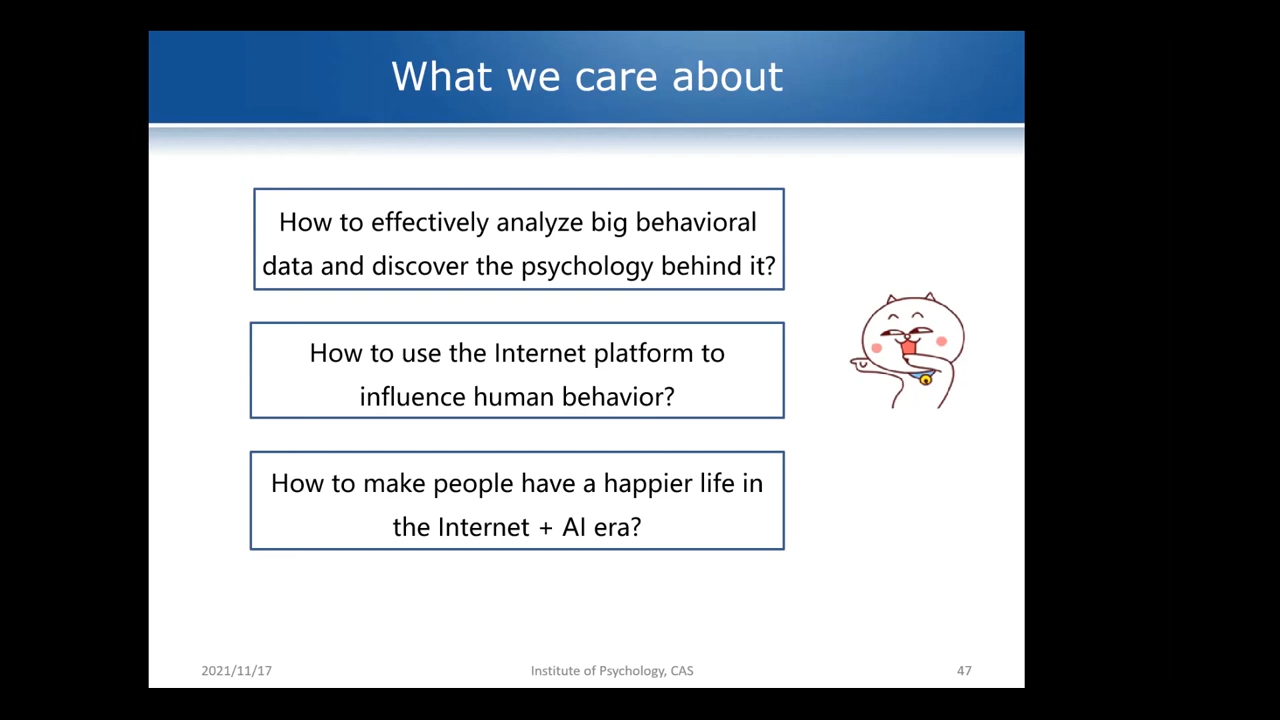 What we care about
How to effectively analyze big behavioral
data and discover the psychology behind it?
How to use the Internet platform to
influence human behavior?
How to make people have a happier life in
the Internet + AI era?
2021/11/17
Institute of Psychology, CAS
47